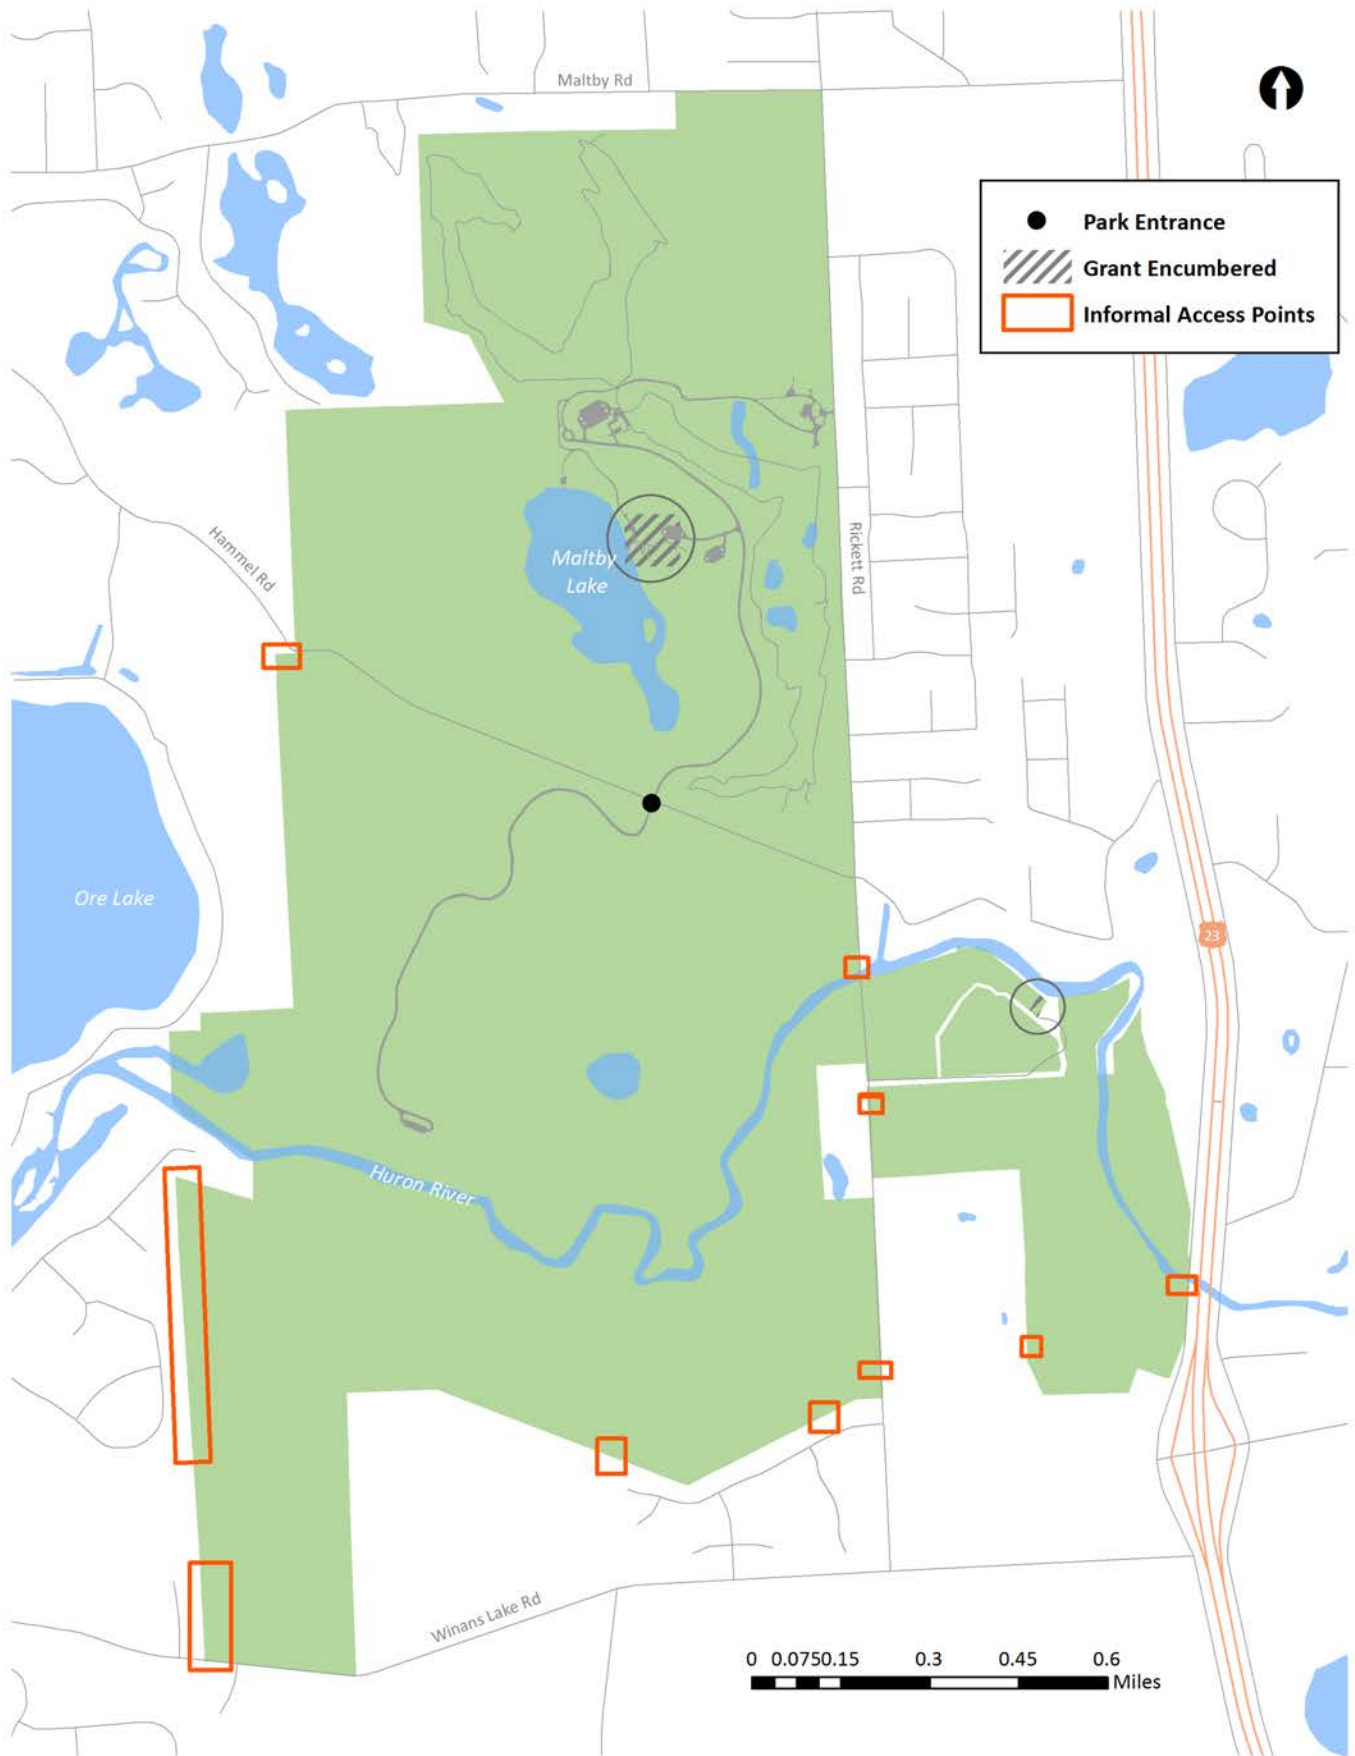 Maltby Rd
Park Entrance
Grant Encumbered
Informal Access Points
Hammel Rd
Maltby
Lake
Rickett Rd
Ore Lake
23
Huron River
Winans Lake Rd
0 0.0750.15 0.3 0.45 0.6
Miles